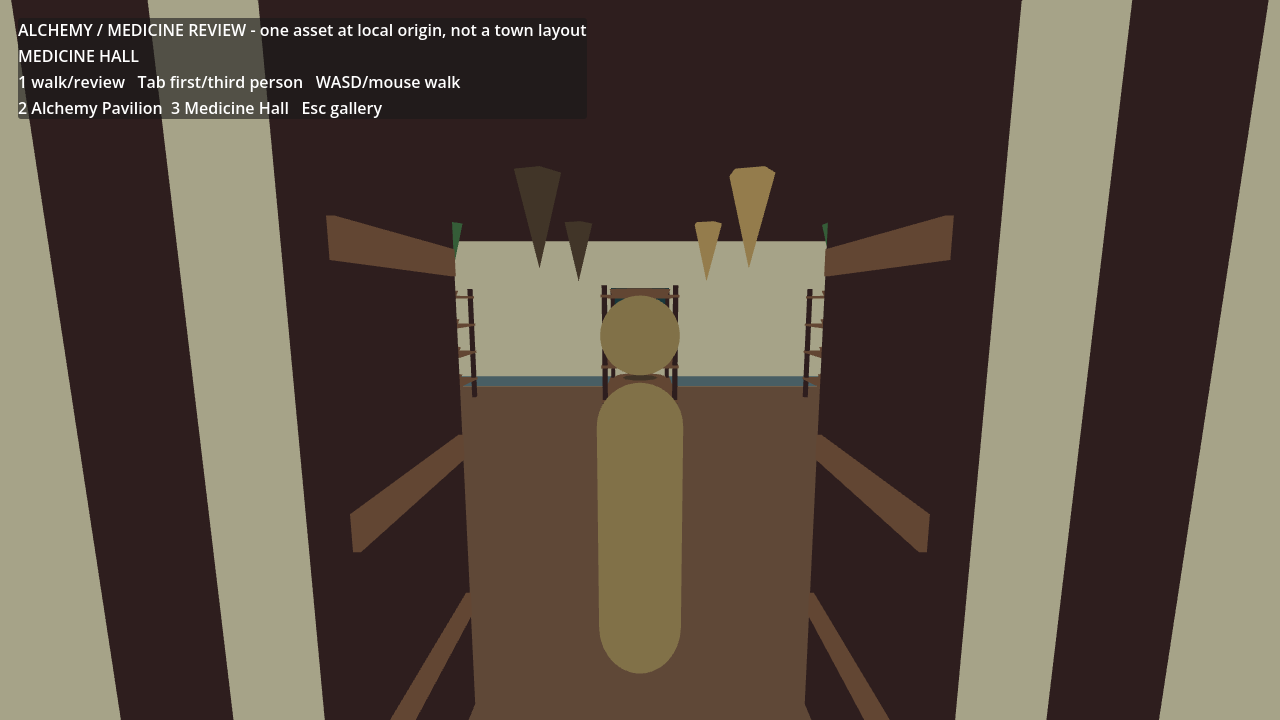 ALCHEMY / MEDICINE REVIEW - one asset at local origin, not a town layout
MEDICINE HALL
1 walk/review   Tab first/third person   WASD/mouse walk
2 Alchemy Pavilion  3 Medicine Hall   Esc gallery